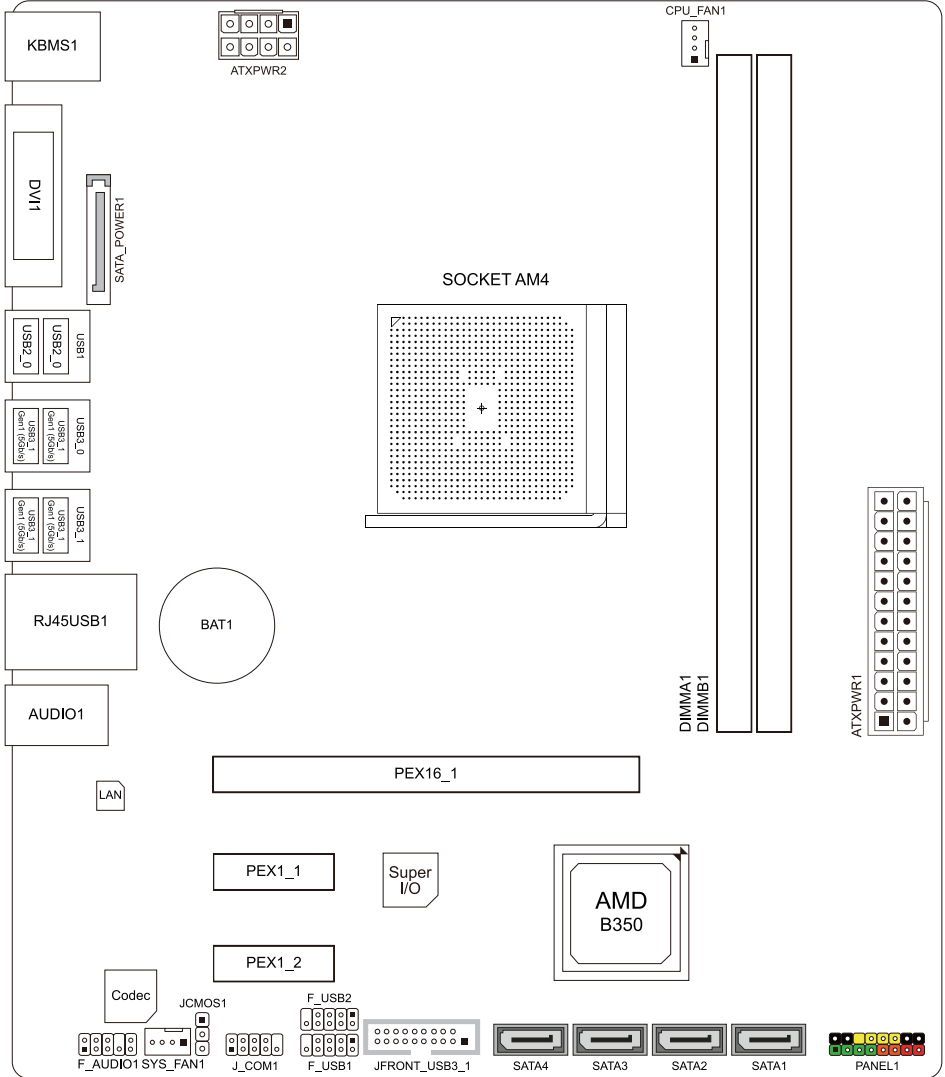 KBMS1
ATXPWR2
CPU_FAN1
DVI1
SATA_POWER1
SOCKET AM4
USB1
USB2_0
USB2_0
USB3_0
USB3_1
Gen1 (5Gb/s)
USB3_1
Gen1 (5Gb/s)
USB3_1
USB3_1
Gen1 (5Gb/s)
USB3_1
Gen1 (5Gb/s)
RJ45USB1
BAT1
AUDIO1
DIMMA1
DIMMB1
ATXPWR1
PEX16_1
LAN
PEX1_1
Super
I/O
AMD
B350
PEX1_2
Codec
JCMOS1
F_USB2
F_AUDIO1
SYS_FAN1
J_COM1
F_USB1
JFRONT_USB3_1
SATA4
SATA3
SATA2
SATA1
PANEL1